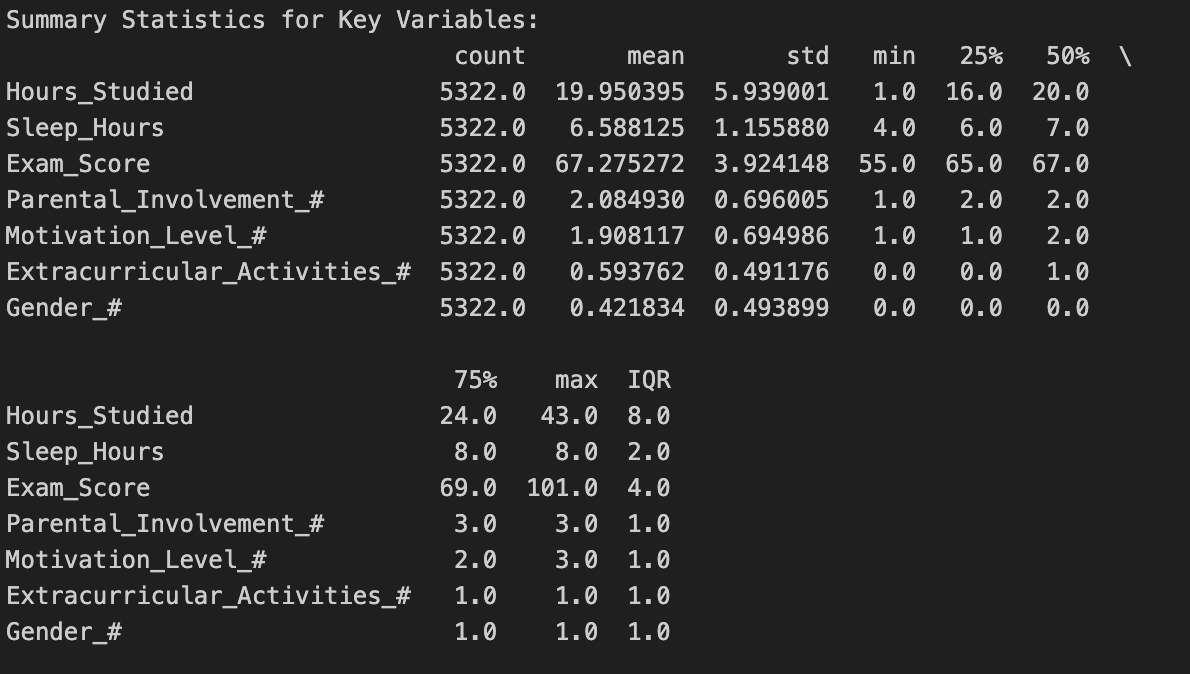 Summary Statistics for Key Variables:
count mean std min 25% 50% \
Hours_Studied 5322.0 19.950395 5.939001 1.0 16.0 20.0
Sleep_Hours 5322.0 6.588125 1.155880 4.0 6.0 7.0
Exam_Score 5322.0 67.275272 3.924148 55.0 65.0 67.0
Parental_Involvement_# 5322.0 2.084930 0.696005 1.0 2.0 2.0
Motivation_Level_# 5322.0 1.908117 0.694986 1.0 1.0 2.0
Extracurricular_Activities_# 5322.0 0.593762 0.491176 0.0 0.0 1.0
Gender_# 5322.0 0.421834 0.493899 0.0 0.0 0.0
75% max IQR
Hours_Studied 24.0 43.0 8.0
Sleep_Hours 8.0 8.0 2.0
Exam_Score 69.0 101.0 4.0
Parental_Involvement_# 3.0 3.0 1.0
Motivation_Level_# 2.0 3.0 1.0
Extracurricular_Activities_# 1.0 1.0 1.0
Gender_# 1.0 1.0 1.0